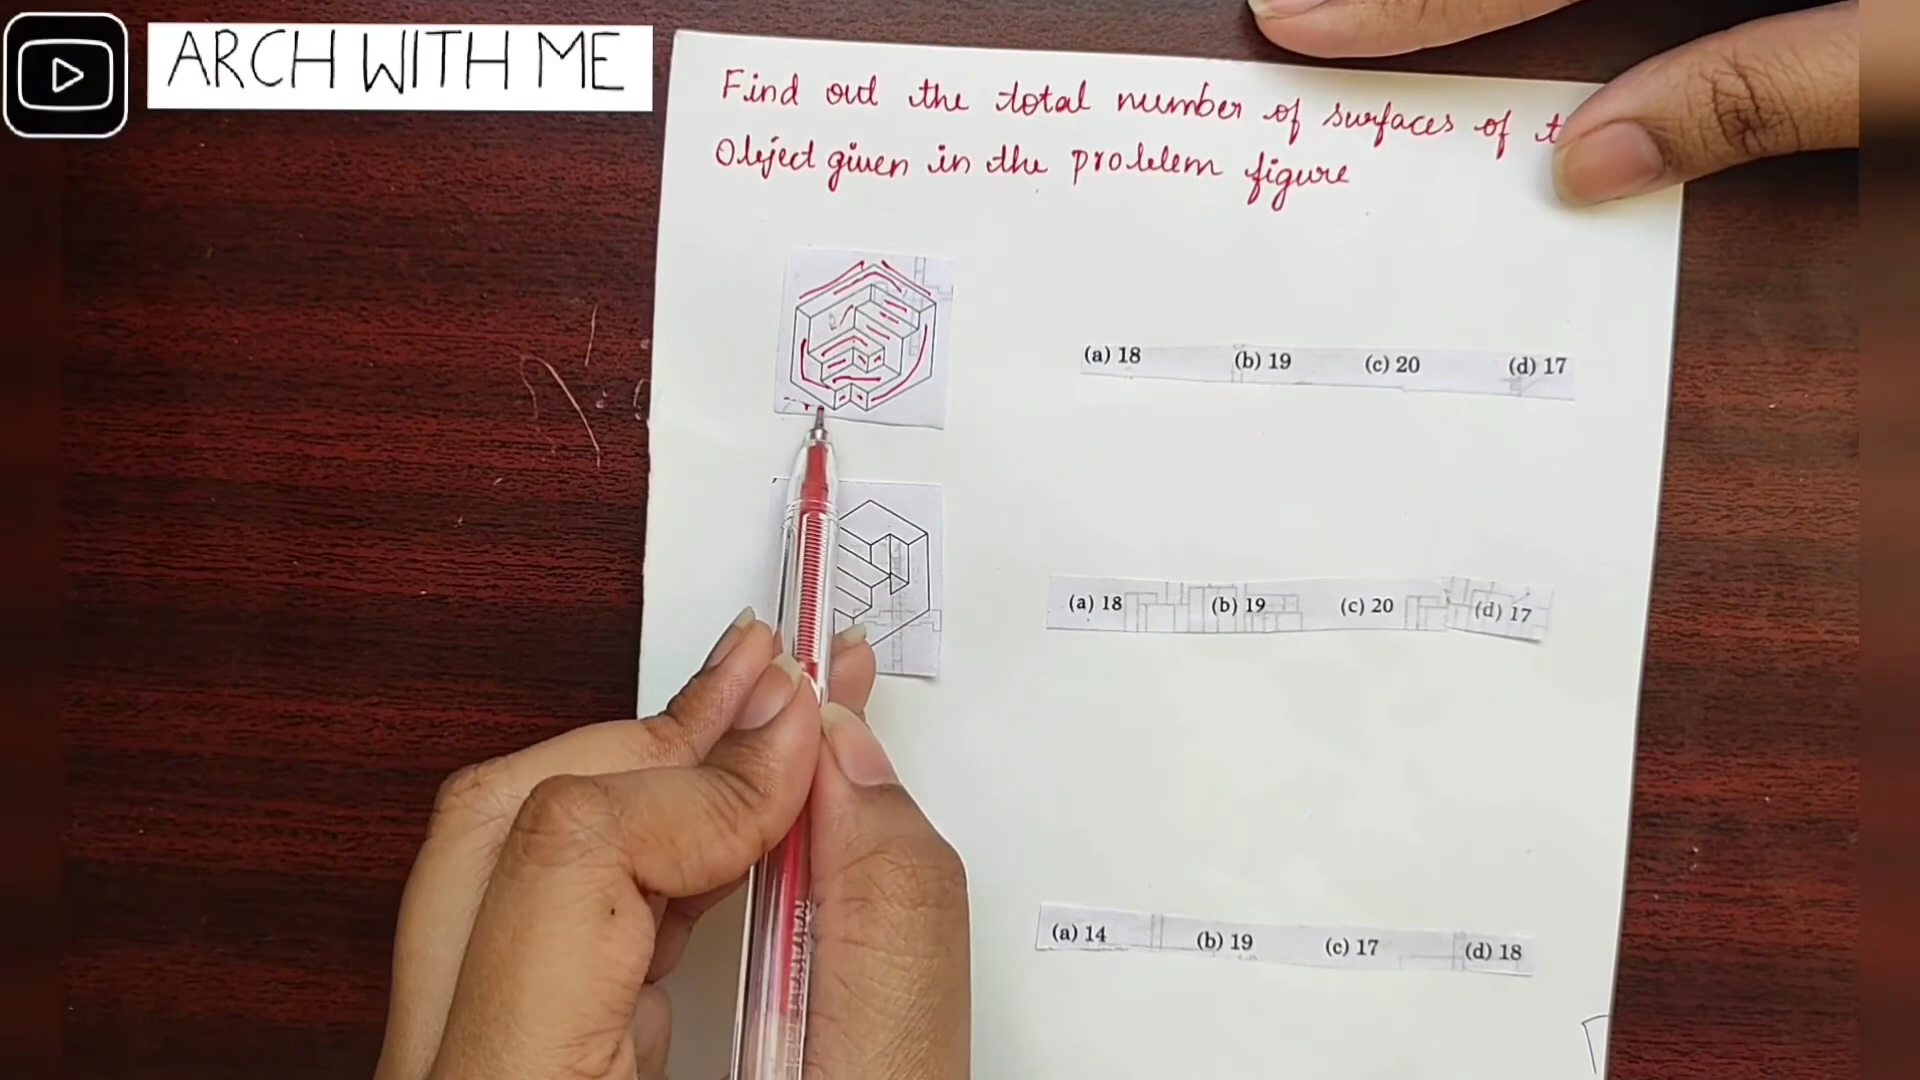 ARCH WITH ME
Find out the total number of surfaces of
Object given in the problem figure
(a) 18 (b) 19 (c) 20 (d) 17
(a) 18 (b) 19 (c) 20 (d) 17
(a) 14 (b) 19 (c) 17 (d) 18